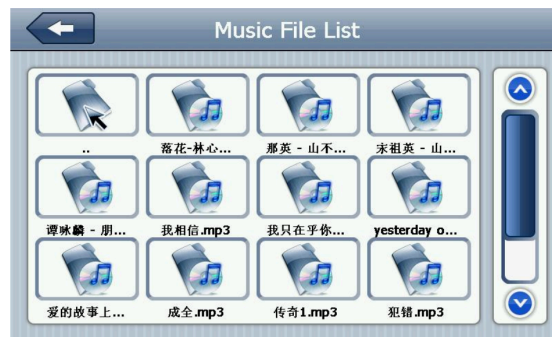 Music File List
..
落花-林心...
那英 - 山不...
宋祖英 - 山...
谭咏麟 - 朋...
我相信.mp3
我只在乎你...
yesterday o...
爱的故事上...
成全.mp3
传奇1.mp3
犯错.mp3